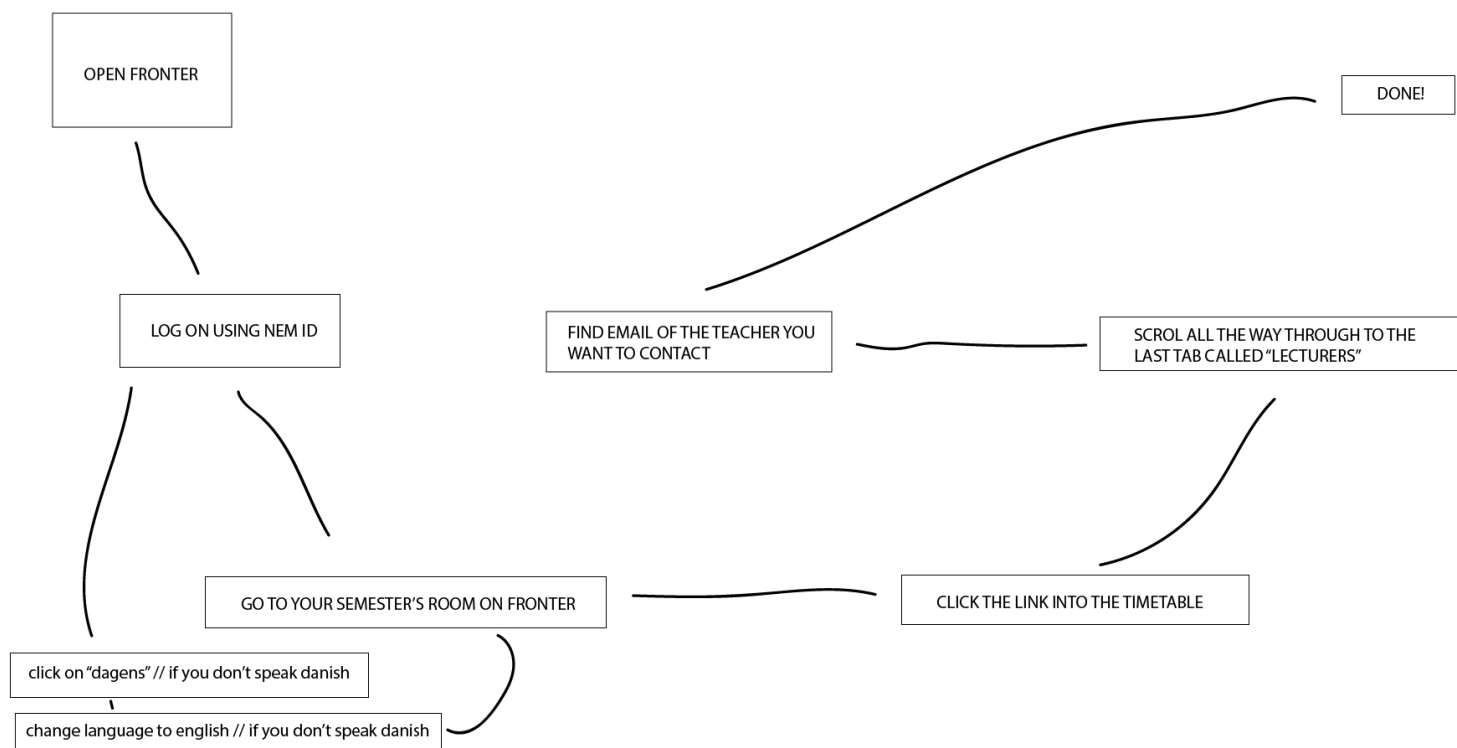 OPEN FRONTER
DONE!
LOG ON USING NEM ID
FIND EMAIL OF THE TEACHER YOU
WANT TO CONTACT
SCROL ALL THE WAY THROUGH TO THE
LAST TAB CALLED “LECTURERS”
GO TO YOUR SEMESTER’S ROOM ON FRONTER
CLICK THE LINK INTO THE TIMETABLE
click on “dagens” // if you don’t speak danish
change language to english // if you don’t speak danish